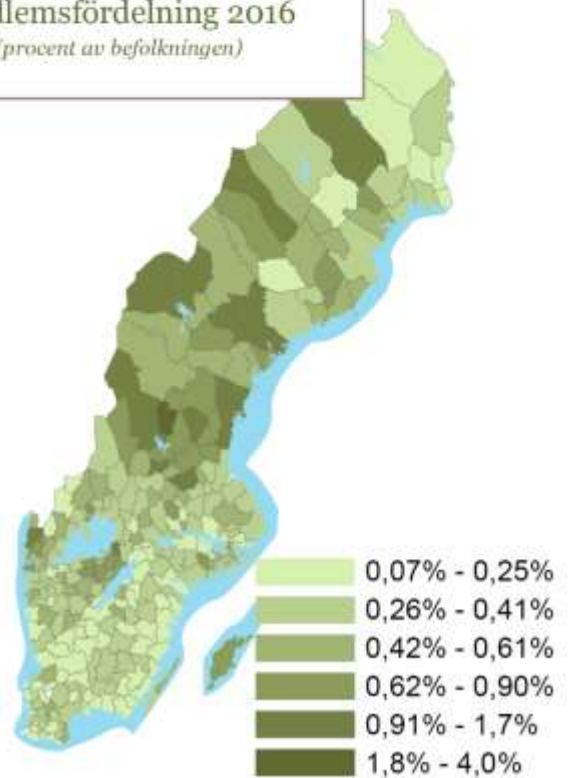 llemsfördelning 2016
(procent av befolkningen)
0,07% - 0,25%
0,26% - 0,41%
0,42% - 0,61%
0,62% - 0,90%
0,91% - 1,7%
1,8% - 4,0%